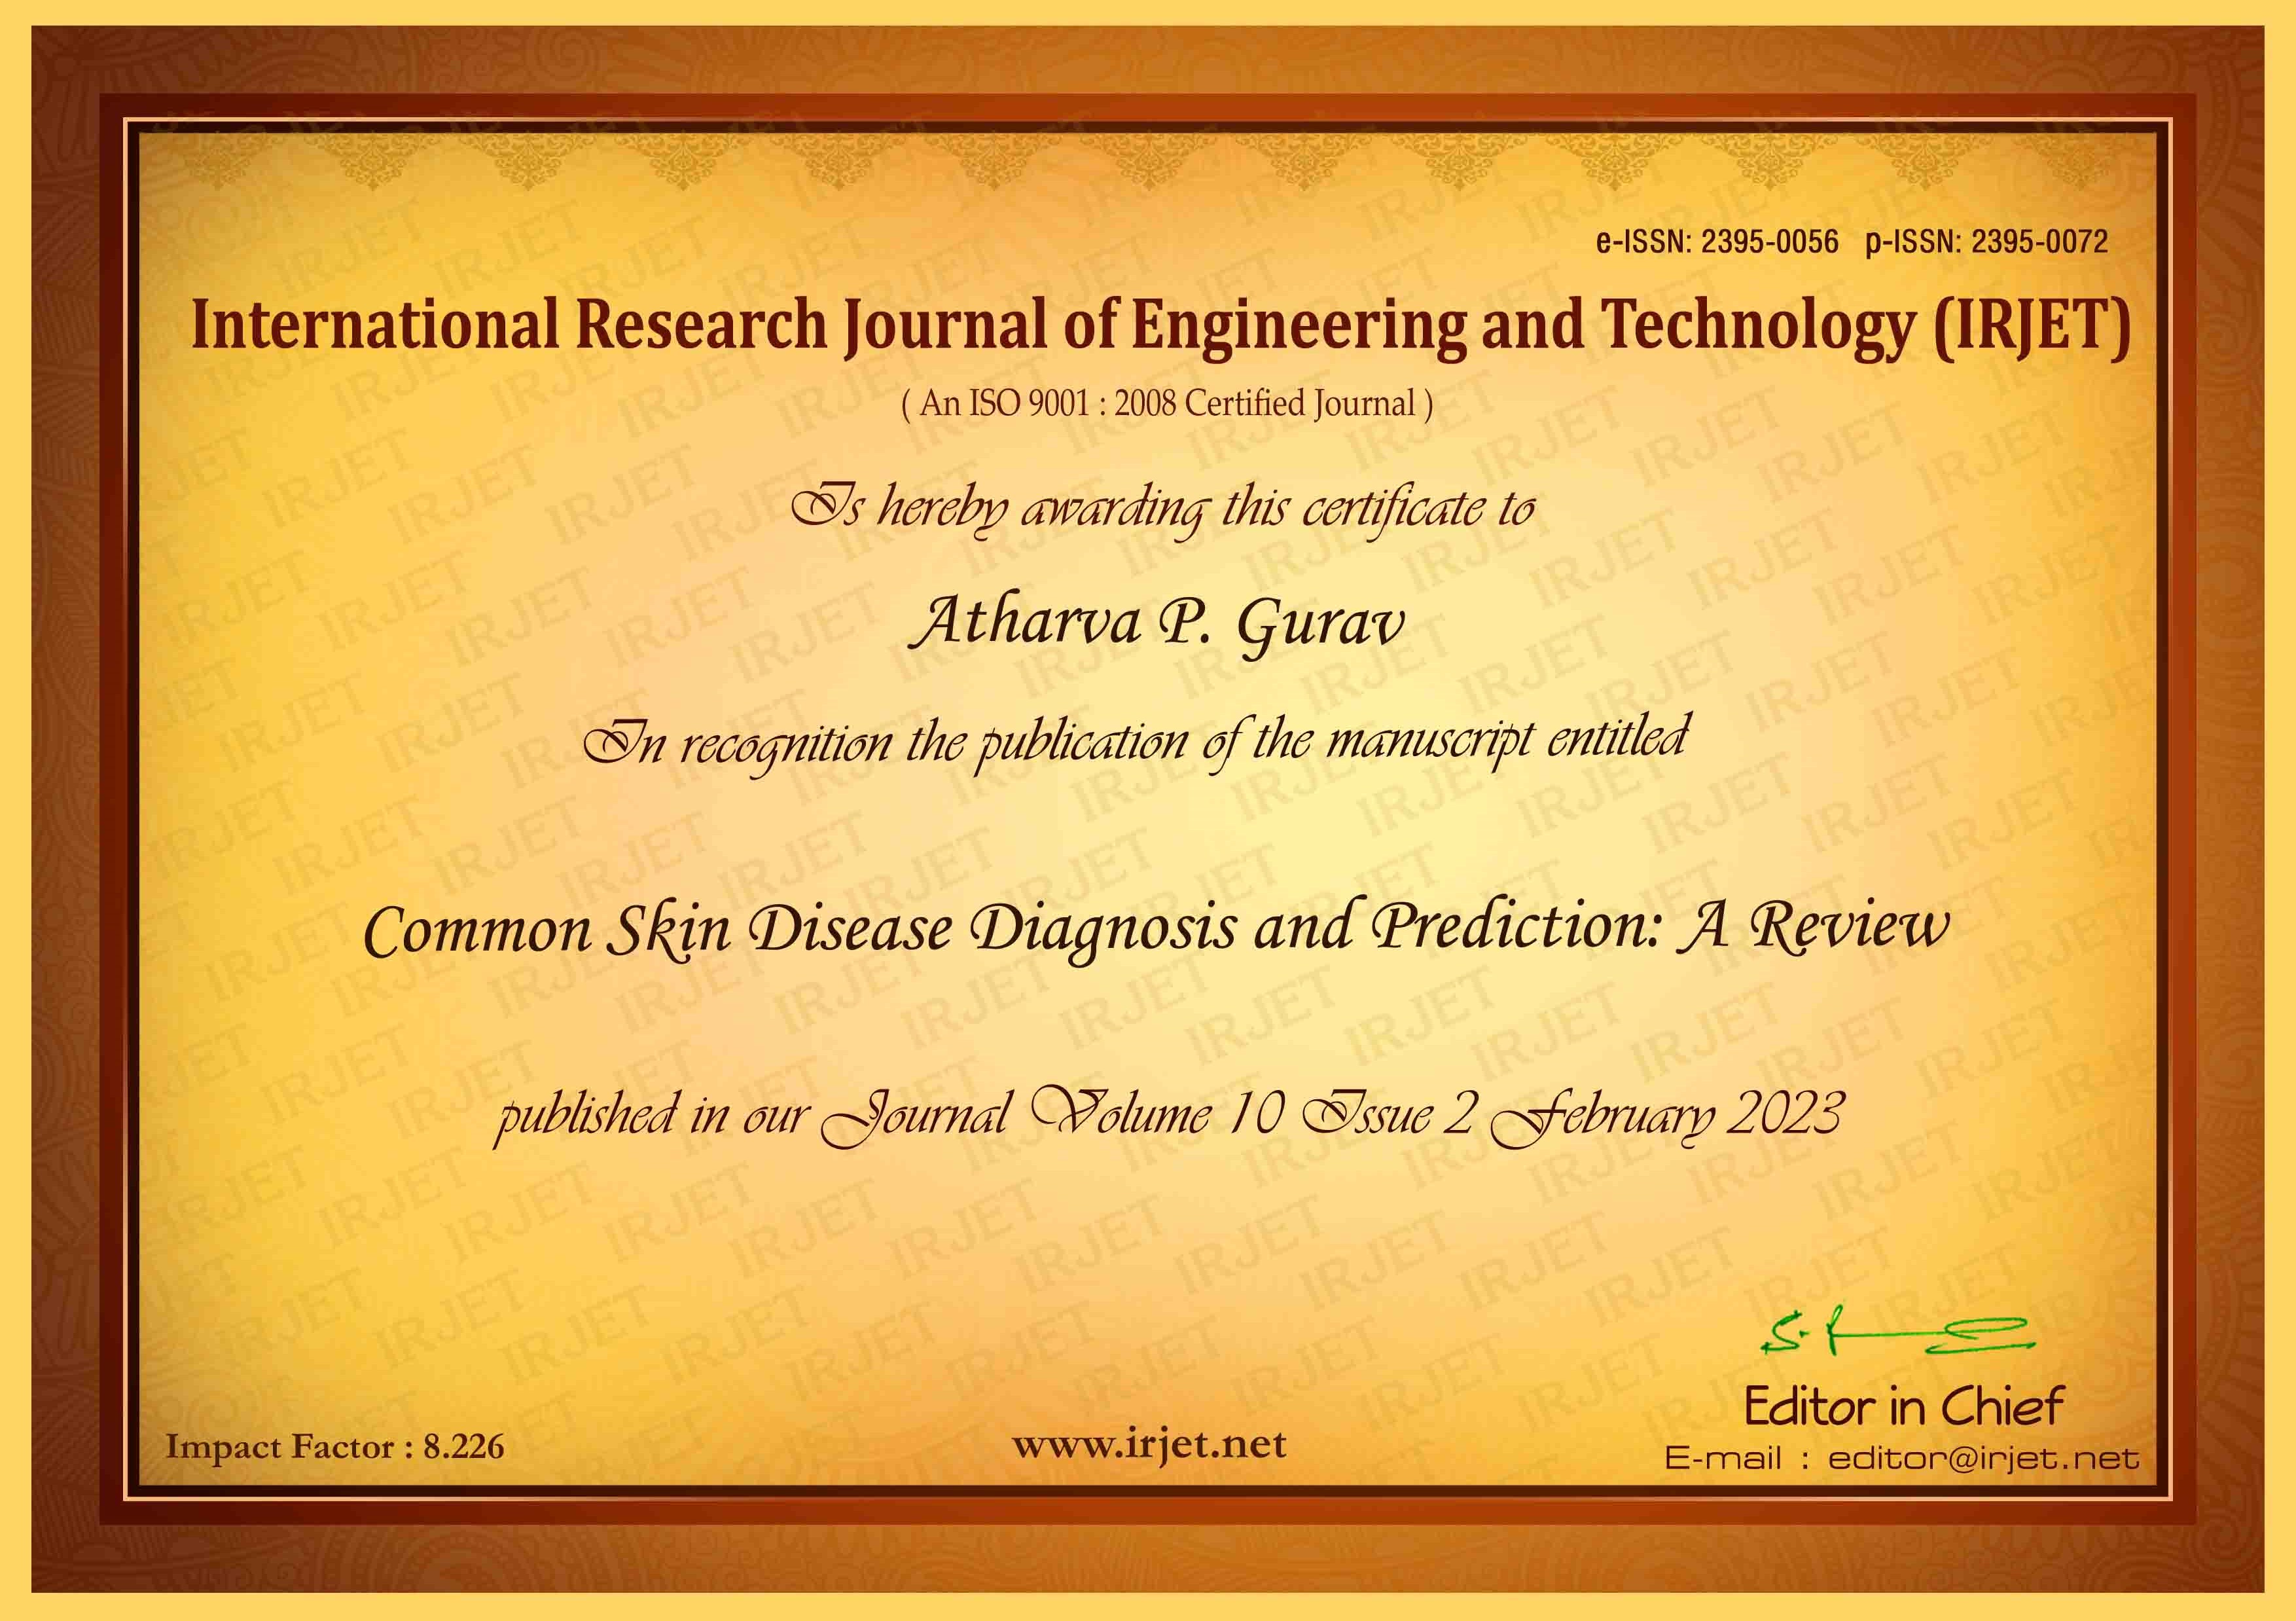 e-ISSN: 2395-0056 p-ISSN: 2395-0072
International Research Journal of Engineering and Technology (IRJET)
( An ISO 9001 : 2008 Certified Journal )
Is hereby awarding this certificate to
Atharva P. Gurav
In recognition the publication of the manuscript entitled
Common Skin Disease Diagnosis and Prediction: A Review
published in our Journal Volume 10 Issue 2 February 2023
Editor in Chief
Impact Factor : 8.226
www.irjet.net
E-mail : editor@irjet.net